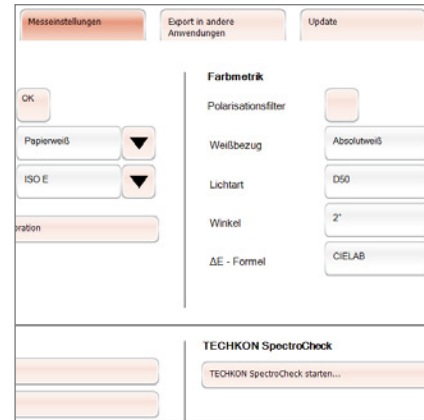 Messeinstellungen
Export in andere
Anwendungen
Update
OK
Papierweiß
ISO E
Farbmetrik
Polarisationsfilter
Weißbezug
Absolutweiß
Lichtart
D50
Winkel
2°
ΔE - Formel
CIELAB
TECHKON SpectroCheck
TECHKON SpectroCheck starten...